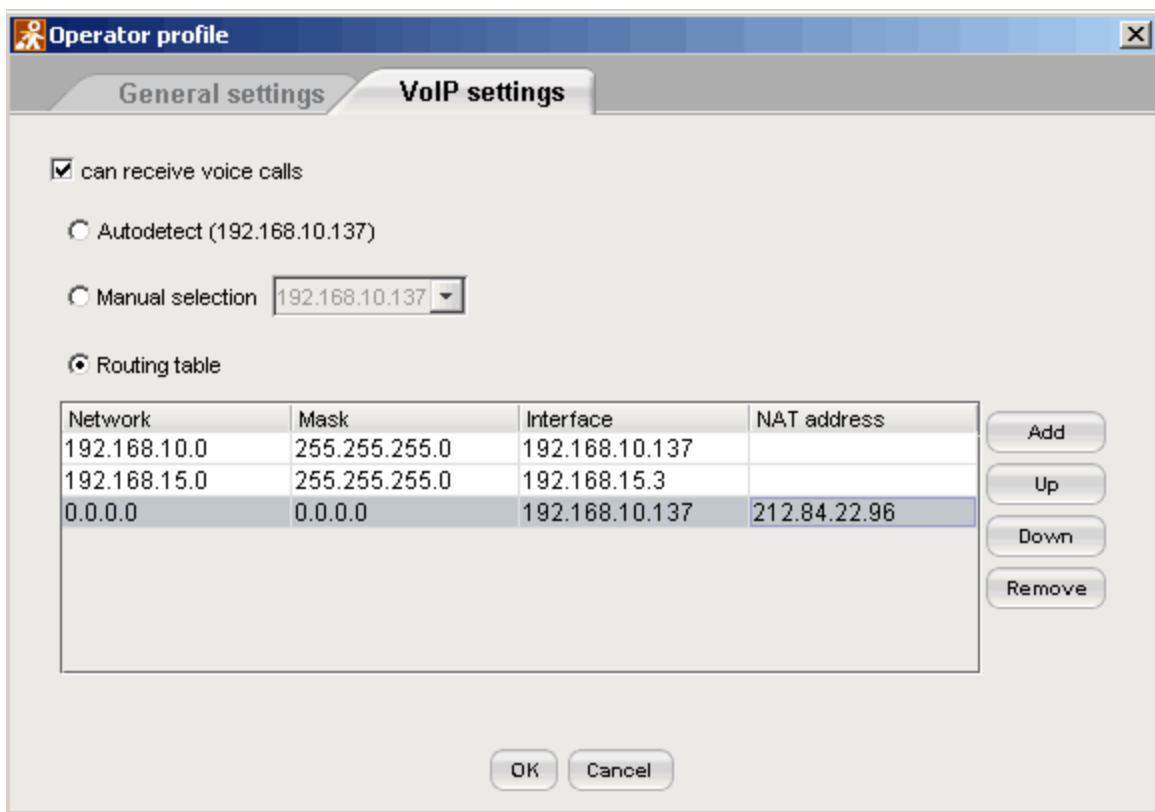 Operator profile
General settings VoIP settings
can receive voice calls
Autodetect (192.168.10.137)
Manual selection 192.168.10.137
Routing table
Network Mask Interface NAT address
192.168.10.0 255.255.255.0 192.168.10.137
192.168.15.0 255.255.255.0 192.168.15.3
0.0.0.0 0.0.0.0 192.168.10.137 212.84.22.96
Add
Up
Down
Remove
OK Cancel